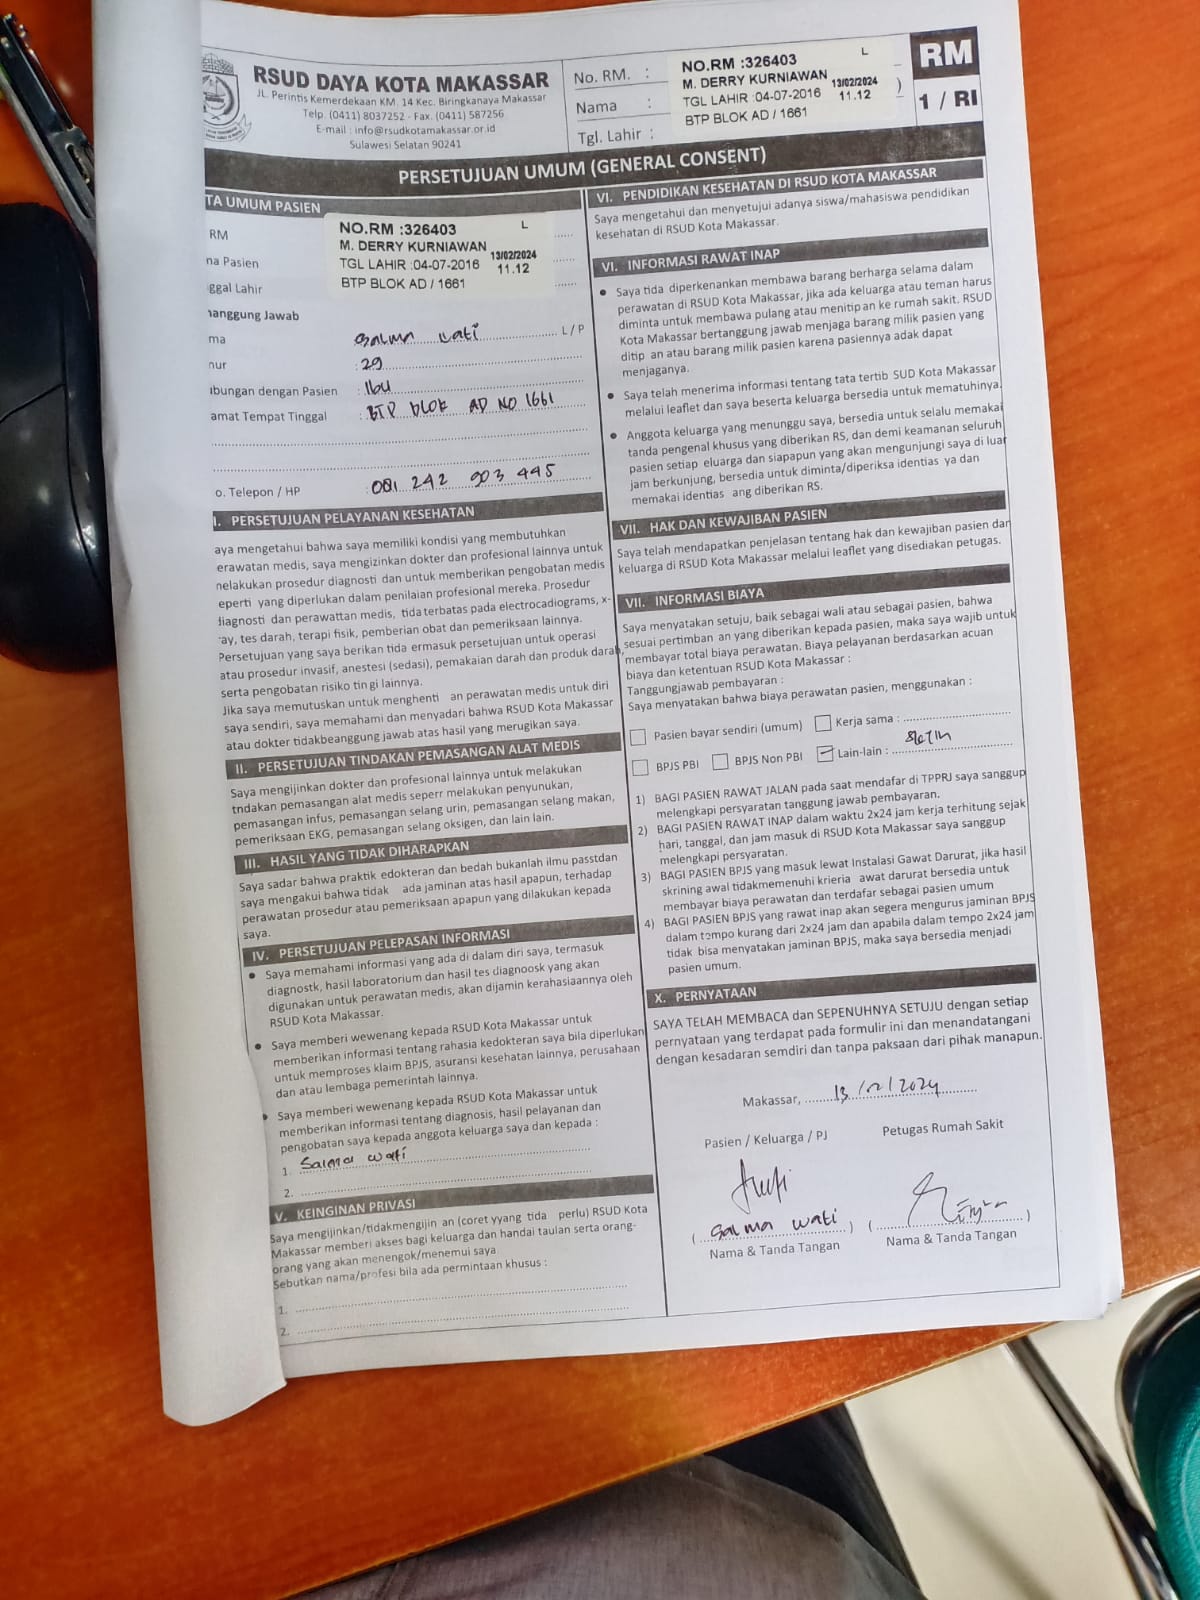 RSUD DAYA KOTA MAKASSAR
JL. Perintis Kemerdekaan KM. 14 Kec. Biringkanaya Makassar
Telp. (0411) 8037252 - Fax. (0411) 587256
E-mail : info@rsudkotamakassar.or.id
Sulawesi Selatan 90241
No. RM. :
Nama :
Tgl. Lahir :
NO.RM :326403 L
M. DERRY KURNIAWAN 13/02/2024
TGL LAHIR :04-07-2016 11.12
BTP BLOK AD / 1661
)
RM
1 / RI
PERSETUJUAN UMUM (GENERAL CONSENT)
TA UMUM PASIEN
RM
na Pasien
ggal Lahir
NO.RM :326403 L
M. DERRY KURNIAWAN 13/02/2024
TGL LAHIR :04-07-2016 11.12
BTP BLOK AD / 1661
nanggung Jawab
ma Salma wati L / P
nur : 29
bungan dengan Pasien : Ibu
amat Tempat Tinggal : BTP blok AD NO 1661
o. Telepon / HP : 081 242 903 445
I. PERSETUJUAN PELAYANAN KESEHATAN
aya mengetahui bahwa saya memiliki kondisi yang membutuhkan
erawatan medis, saya mengizinkan dokter dan profesional lainnya untuk
nelakukan prosedur diagnosti dan untuk memberikan pengobatan medis
eperti yang diperlukan dalam penilaian profesional mereka. Prosedur
diagnosti dan perawattan medis, tida terbatas pada electrocadiograms, x-
ray, tes darah, terapi fisik, pemberian obat dan pemeriksaan lainnya.
Persetujuan yang saya berikan tida ermasuk persetujuan untuk operasi
atau prosedur invasif, anestesi (sedasi), pemakaian darah dan produk darah,
serta pengobatan risiko tin gi lainnya.
Jika saya memutuskan untuk menghenti an perawatan medis untuk diri
saya sendiri, saya memahami dan menyadari bahwa RSUD Kota Makassar
atau dokter tidakbeanggung jawab atas hasil yang merugikan saya.
II. PERSETUJUAN TINDAKAN PEMASANGAN ALAT MEDIS
Saya mengijinkan dokter dan profesional lainnya untuk melakukan
tndakan pemasangan alat medis seperr melakukan penyunukan,
pemasangan infus, pemasangan selang urin, pemasangan selang makan,
pemeriksaan EKG, pemasangan selang oksigen, dan lain lain.
III. HASIL YANG TIDAK DIHARAPKAN
Saya sadar bahwa praktik edokteran dan bedah bukanlah ilmu passtdan
saya mengakui bahwa tidak ada jaminan atas hasil apapun, terhadap
perawatan prosedur atau pemeriksaan apapun yang dilakukan kepada
saya.
IV. PERSETUJUAN PELEPASAN INFORMASI
• Saya memahami informasi yang ada di dalam diri saya, termasuk
diagnostk, hasil laboratorium dan hasil tes diagnoosk yang akan
digunakan untuk perawatan medis, akan dijamin kerahasiaannya oleh
RSUD Kota Makassar.
• Saya memberi wewenang kepada RSUD Kota Makassar untuk
memberikan informasi tentang rahasia kedokteran saya bila diperlukan
untuk memproses klaim BPJS, asuransi kesehatan lainnya, perusahaan
dan atau lembaga pemerintah lainnya.
• Saya memberi wewenang kepada RSUD Kota Makassar untuk
memberikan informasi tentang diagnosis, hasil pelayanan dan
pengobatan saya kepada anggota keluarga saya dan kepada :
1. Salma wati
2.
V. KEINGINAN PRIVASI
Saya mengijinkan/tidakmengijin an (coret yyang tida perlu) RSUD Kota
Makassar memberi akses bagi keluarga dan handai taulan serta orang-
orang yang akan menengok/menemui saya
Sebutkan nama/profesi bila ada permintaan khusus :
1.
2.
VI. PENDIDIKAN KESEHATAN DI RSUD KOTA MAKASSAR
Saya mengetahui dan menyetujui adanya siswa/mahasiswa pendidikan
kesehatan di RSUD Kota Makassar.
VI. INFORMASI RAWAT INAP
• Saya tida diperkenankan membawa barang berharga selama dalam
perawatan di RSUD Kota Makassar, jika ada keluarga atau teman harus
diminta untuk membawa pulang atau menitip an ke rumah sakit. RSUD
Kota Makassar bertanggung jawab menjaga barang milik pasien yang
ditip an atau barang milik pasien karena pasiennya adak dapat
menjaganya.
• Saya telah menerima informasi tentang tata tertib SUD Kota Makassar
melalui leaflet dan saya beserta keluarga bersedia untuk mematuhinya.
• Anggota keluarga yang menunggu saya, bersedia untuk selalu memakai
tanda pengenal khusus yang diberikan RS, dan demi keamanan seluruh
pasien setiap eluarga dan siapapun yang akan mengunjungi saya di luar
jam berkunjung, bersedia untuk diminta/diperiksa identias ya dan
memakai identias ang diberikan RS.
VII. HAK DAN KEWAJIBAN PASIEN
Saya telah mendapatkan penjelasan tentang hak dan kewajiban pasien dan
keluarga di RSUD Kota Makassar melalui leaflet yang disediakan petugas.
VII. INFORMASI BIAYA
Saya menyatakan setuju, baik sebagai wali atau sebagai pasien, bahwa
sesuai pertimban an yang diberikan kepada pasien, maka saya wajib untuk
membayar total biaya perawatan. Biaya pelayanan berdasarkan acuan
biaya dan ketentuan RSUD Kota Makassar :
Tanggungjawab pembayaran :
Saya menyatakan bahwa biaya perawatan pasien, menggunakan :
Pasien bayar sendiri (umum) Kerja sama :
BPJS PBI BPJS Non PBI Lain-lain :
1) BAGI PASIEN RAWAT JALAN pada saat mendafar di TPPRJ saya sanggup
melengkapi persyaratan tanggung jawab pembayaran.
2) BAGI PASIEN RAWAT INAP dalam waktu 2x24 jam kerja terhitung sejak
hari, tanggal, dan jam masuk di RSUD Kota Makassar saya sanggup
melengkapi persyaratan.
3) BAGI PASIEN BPJS yang masuk lewat Instalasi Gawat Darurat, jika hasil
skrining awal tidakmemenuhi krieria awat darurat bersedia untuk
membayar biaya perawatan dan terdafar sebagai pasien umum
4) BAGI PASIEN BPJS yang rawat inap akan segera mengurus jaminan BPJS
dalam tempo kurang dari 2x24 jam dan apabila dalam tempo 2x24 jam
tidak bisa menyatakan jaminan BPJS, maka saya bersedia menjadi
pasien umum.
X. PERNYATAAN
SAYA TELAH MEMBACA dan SEPENUHNYA SETUJU dengan setiap
pernyataan yang terdapat pada formulir ini dan menandatangani
dengan kesadaran semdiri dan tanpa paksaan dari pihak manapun.
Makassar, 13/02/2024
Pasien / Keluarga / PJ Petugas Rumah Sakit
( Salma wati ) ( )
Nama & Tanda Tangan Nama & Tanda Tangan